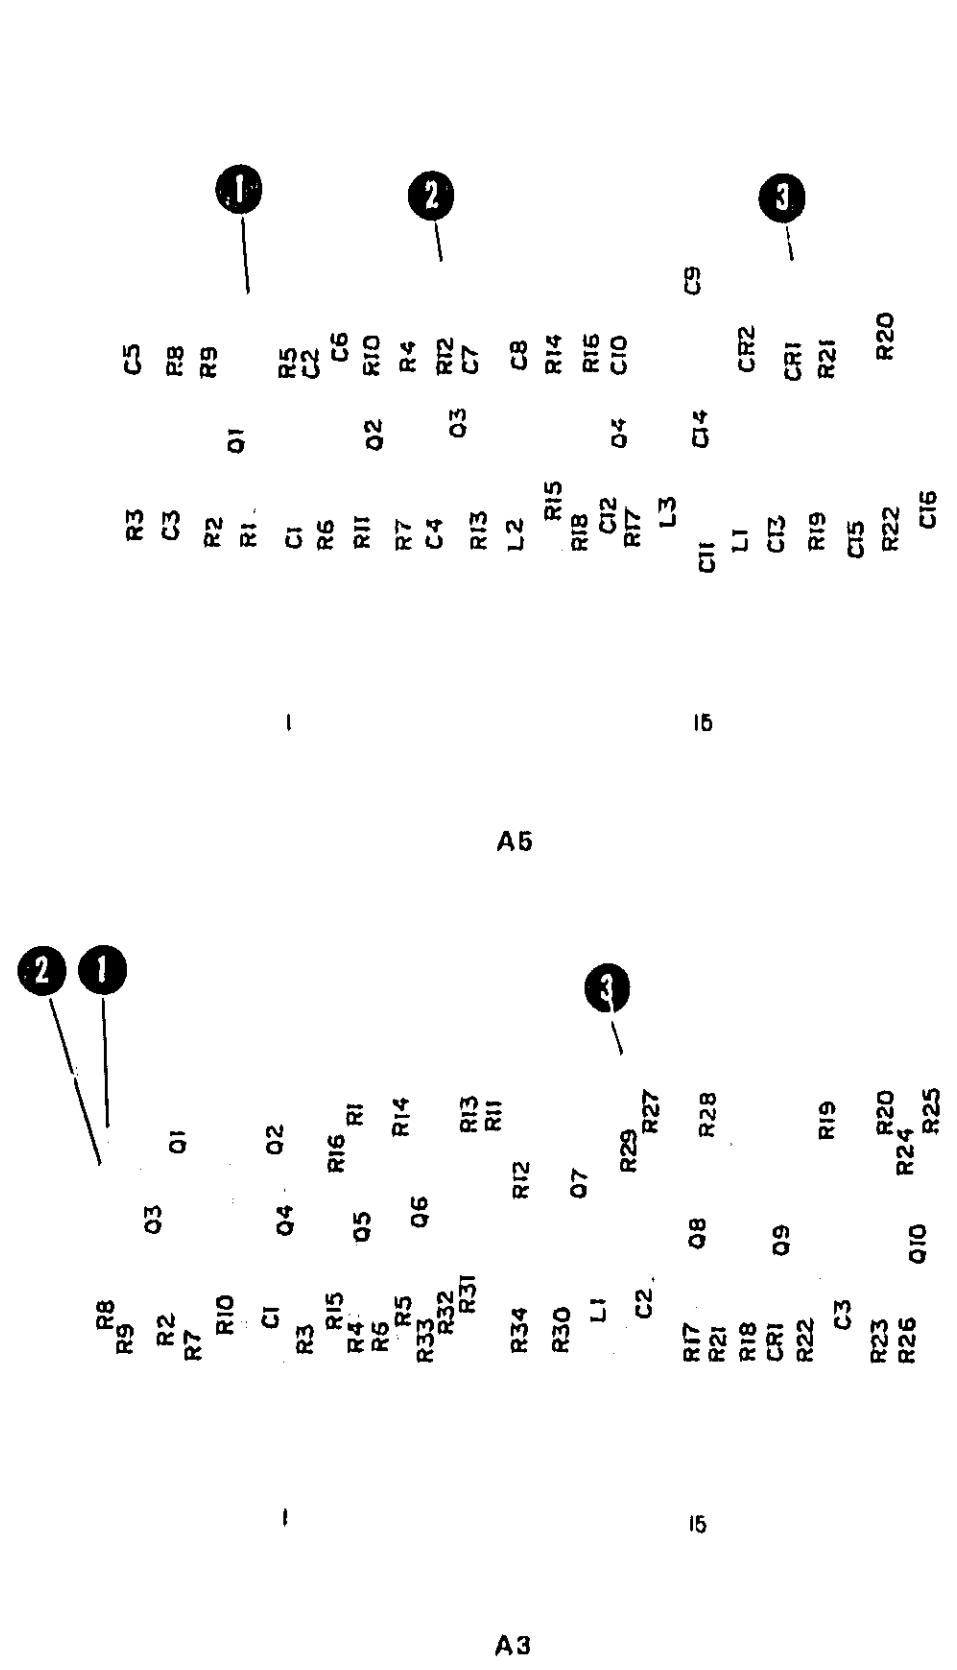 1 2 3
C9
C5 R8 R9 R5 C2 C6 R10 R4 R12 C7 C8 R14 R16 C10 CR2 CR1 R21 R20
Q1 Q2 Q3 Q4 C14
R3 C3 R2 R1 C1 R6 R11 R7 C4 R13 L2 R15 R18 C12 R17 L3 C11 L1 C13 R19 C15 R22 C16
1 15
A5
2 1 3
Q1 Q2 R16 R1 R14 R13 R11 R12 Q7 R29 R27 R28 R19 R20 R24 R25
Q3 Q4 Q5 Q6 Q8 Q9 Q10
R8 R9 R2 R7 R10 C1 R3 R15 R4 R6 R5 R33 R32 R31 R34 R30 L1 C2 R17 R21 R18 CR1 R22 C3 R23 R26
1 15
A3